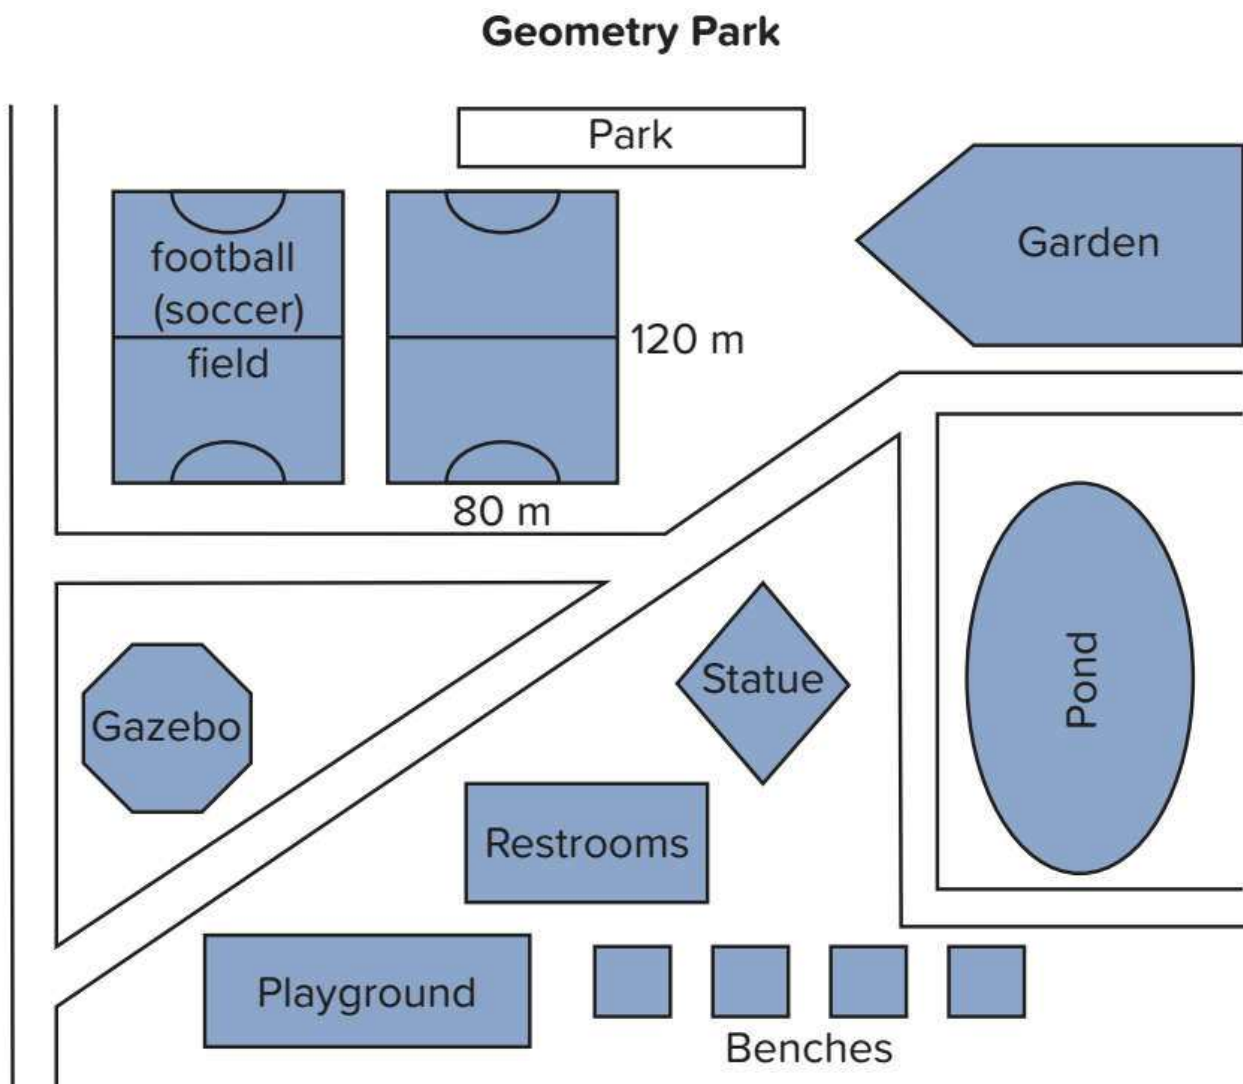 Geometry Park
Park
football
(soccer)
field
120 m
80 m
Garden
Gazebo
Statue
Pond
Restrooms
Playground
Benches